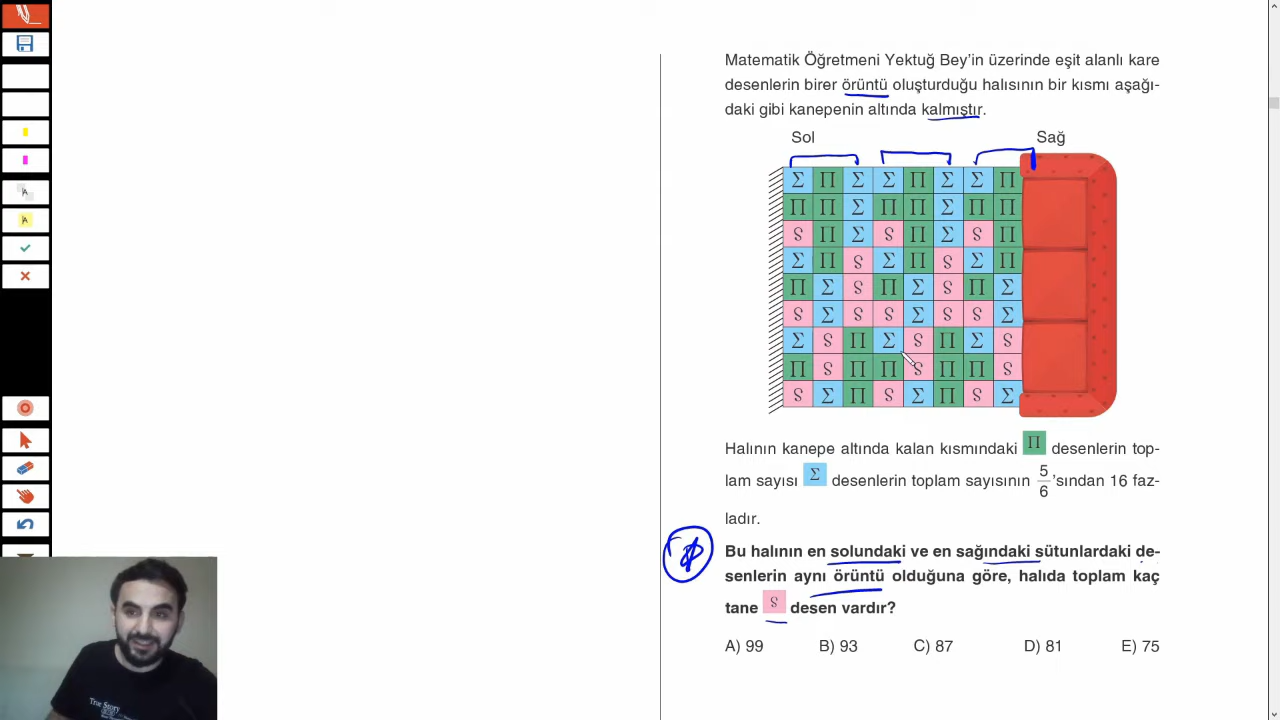 Matematik Öğretmeni Yektuğ Bey'in üzerinde eşit alanlı kare
desenlerin birer örüntü oluşturduğu halısının bir kısmı aşağı-
daki gibi kanepenin altında kalmıştır.
Sol Sağ
Σ Π Σ Σ Π Σ Σ Π
Π Π Σ Π Π Σ Π Π
S Π Σ S Π Σ S Π
Σ Π S Σ Π S Σ Π
Π Σ S Π Σ S Π Σ
S Σ S S Σ S S Σ
Σ S Π Σ S Π Σ S
Π S Π Π S Π Π S
S Σ Π S Σ Π S Σ
Halının kanepe altında kalan kısmındaki Π desenlerin top-
lam sayısı Σ desenlerin toplam sayısının 5/6 'sından 16 faz-
ladır.
Bu halının en solundaki ve en sağındaki sütunlardaki de-
senlerin aynı örüntü olduğuna göre, halıda toplam kaç
tane S desen vardır?
A) 99 B) 93 C) 87 D) 81 E) 75
True Story